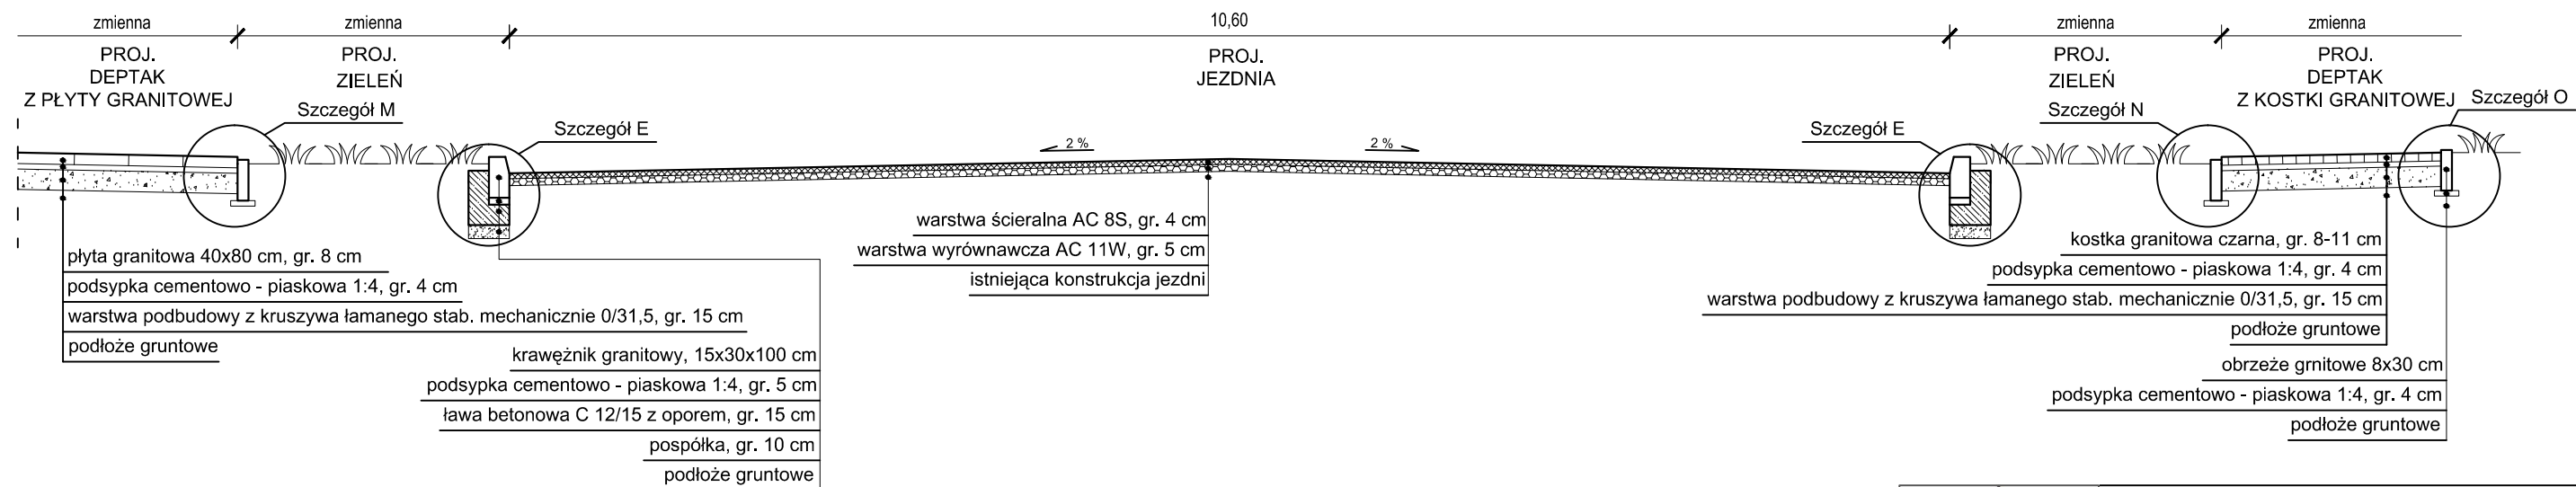 zmienna
zmienna
10,60
zmienna
zmienna
PROJ.
DEPTAK
Z PŁYTY GRANITOWEJ
PROJ.
ZIELEŃ
PROJ.
JEZDNIA
PROJ.
ZIELEŃ
PROJ.
DEPTAK
Z KOSTKI GRANITOWEJ
Szczegół M
Szczegół E
2 %
2 %
Szczegół E
Szczegół N
Szczegół O
płyta granitowa 40x80 cm, gr. 8 cm
podsypka cementowo - piaskowa 1:4, gr. 4 cm
warstwa podbudowy z kruszywa łamanego stab. mechanicznie 0/31,5, gr. 15 cm
podłoże gruntowe
krawężnik granitowy, 15x30x100 cm
podsypka cementowo - piaskowa 1:4, gr. 5 cm
ława betonowa C 12/15 z oporem, gr. 15 cm
pospółka, gr. 10 cm
podłoże gruntowe
warstwa ścieralna AC 8S, gr. 4 cm
warstwa wyrównawcza AC 11W, gr. 5 cm
istniejąca konstrukcja jezdni
kostka granitowa czarna, gr. 8-11 cm
podsypka cementowo - piaskowa 1:4, gr. 4 cm
warstwa podbudowy z kruszywa łamanego stab. mechanicznie 0/31,5, gr. 15 cm
podłoże gruntowe
obrzeże grnitowe 8x30 cm
podsypka cementowo - piaskowa 1:4, gr. 4 cm
podłoże gruntowe